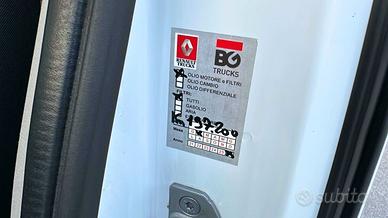 RENAULT
TRUCKS
BG
TRUCKS
OLIO MOTORE e FILTRI
OLIO CAMBIO
OLIO DIFFERENZIALE
FILTRI:
TUTTI
GASOLIO
ARIA
Km 197.200
Mese
Anno
subito